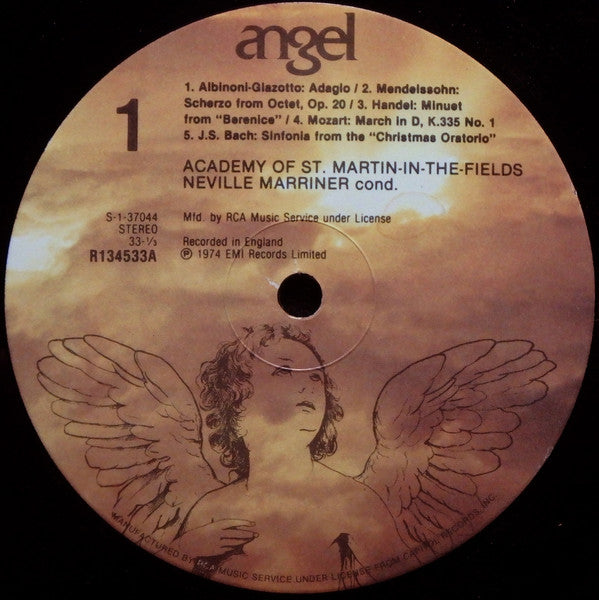 angel
1. Albinoni-Giazotto: Adagio / 2. Mendelssohn:
Scherzo from Octet, Op. 20 / 3. Handel: Minuet
from "Berenice" / 4. Mozart: March in D, K.335 No. 1
5. J.S. Bach: Sinfonia from the "Christmas Oratorio"
1
ACADEMY OF ST. MARTIN-IN-THE-FIELDS
NEVILLE MARRINER cond.
S-1-37044
STEREO
33-⅓
R134533A
Mfd. by RCA Music Service under License
Recorded in England
℗ 1974 EMI Records Limited
MANUFACTURED BY RCA MUSIC SERVICE UNDER LICENSE FROM CAPITOL RECORDS, INC.